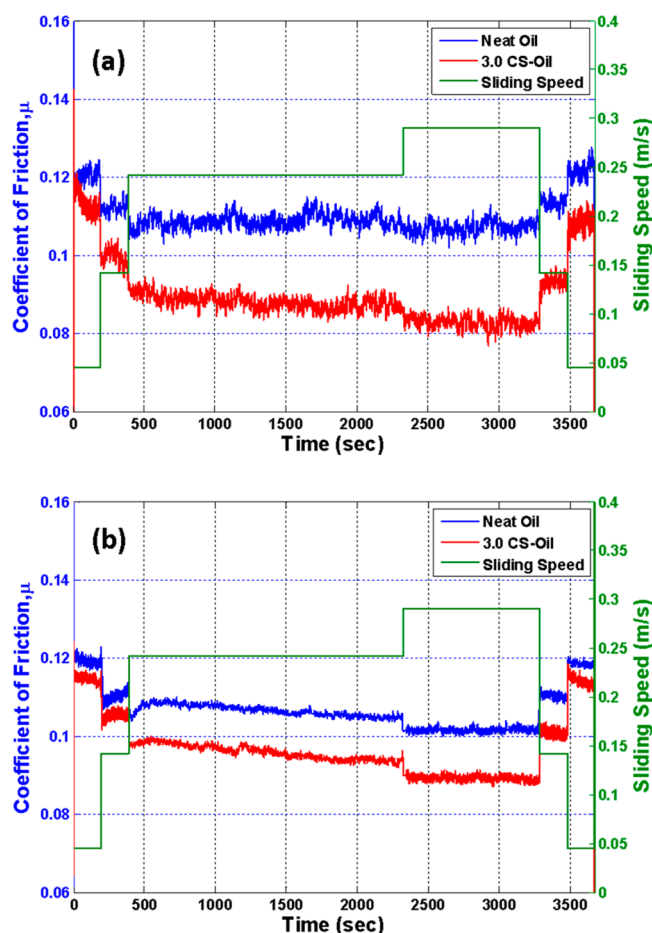 (a)
Neat Oil
3.0 CS-Oil
Sliding Speed
Coefficient of Friction,μ
0.16
0.14
0.12
0.1
0.08
0.06
0.4
0.35
0.3
0.25
0.2
0.15
0.1
0.05
0
Sliding Speed (m/s)
0 500 1000 1500 2000 2500 3000 3500
Time (sec)
(b)
Neat Oil
3.0 CS-Oil
Sliding Speed
Coefficient of Friction,μ
0.16
0.14
0.12
0.1
0.08
0.06
0.4
0.35
0.3
0.25
0.2
0.15
0.1
0.05
0
Sliding Speed (m/s)
0 500 1000 1500 2000 2500 3000 3500
Time (sec)